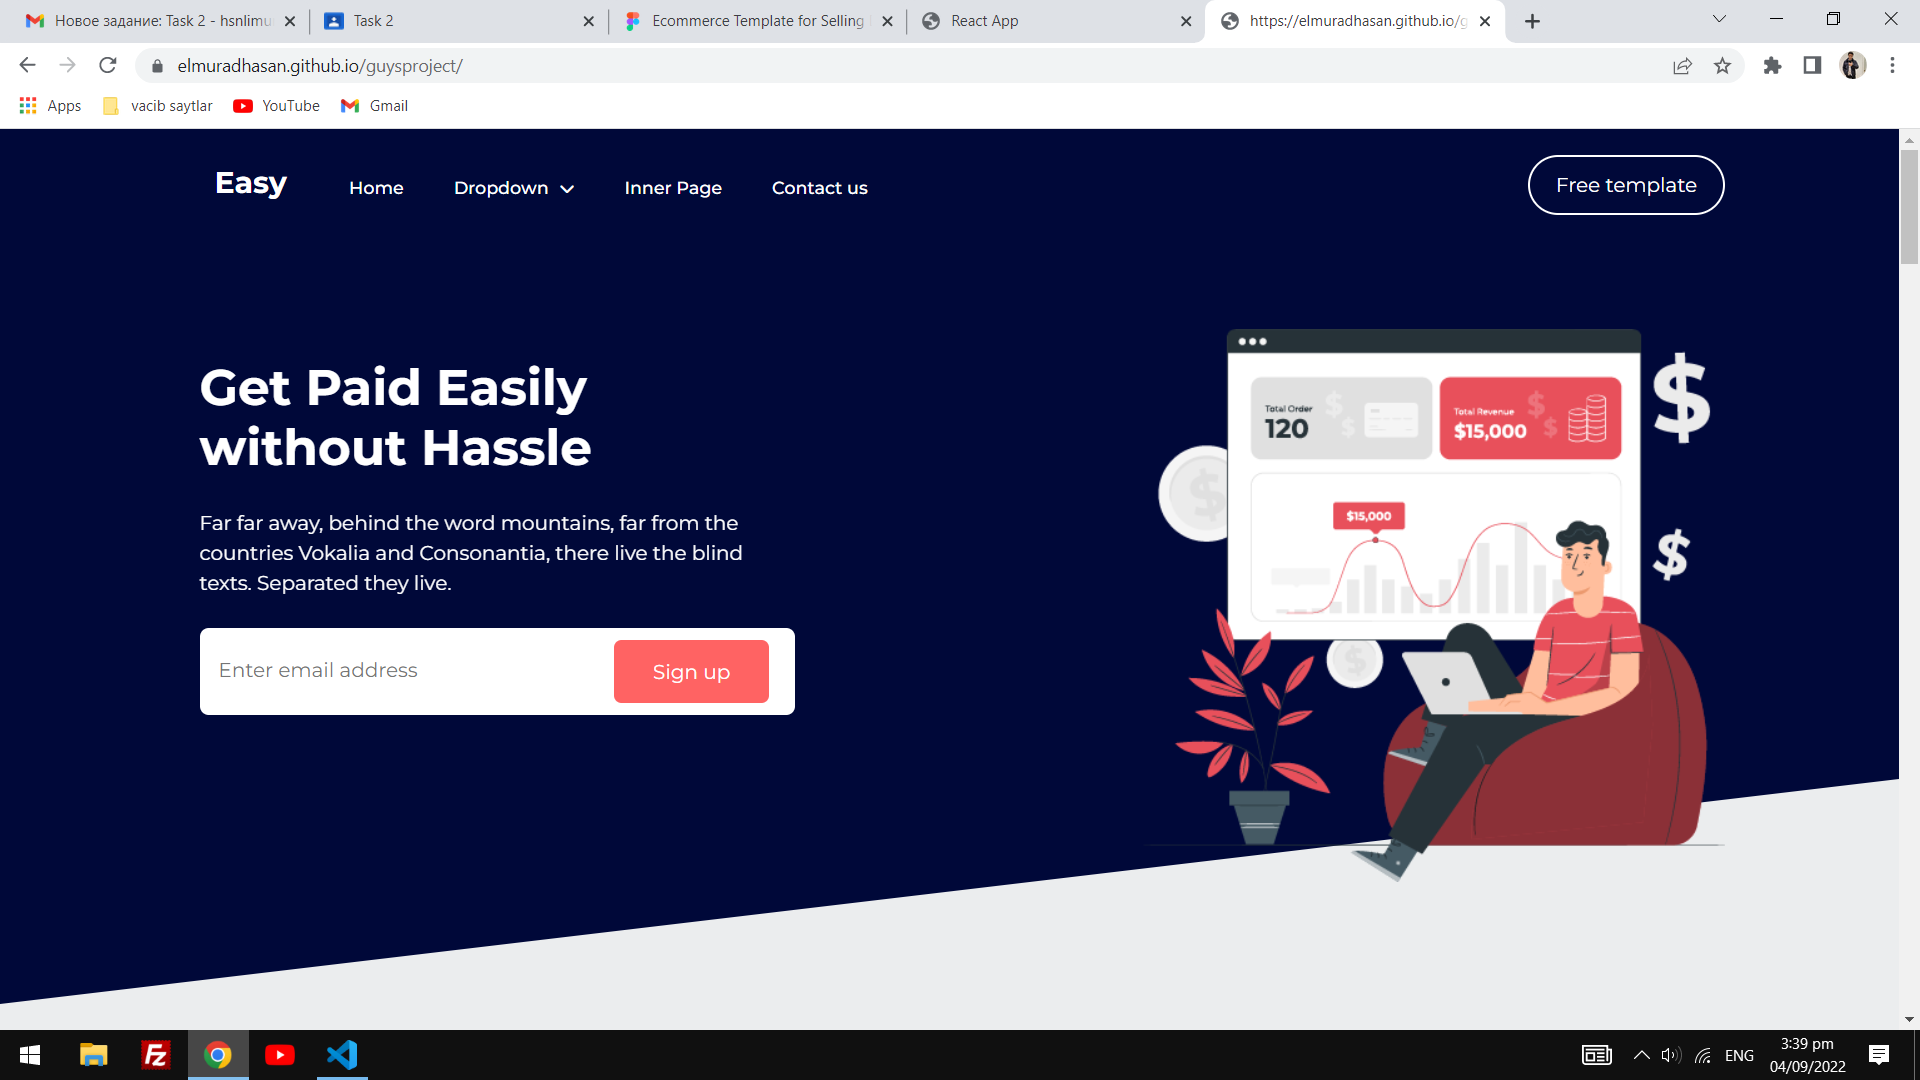 Новое задание: Task 2 - hsnlimu
Task 2
Ecommerce Template for Selling
React App
https://elmuradhasan.github.io/g
elmuradhasan.github.io/guysproject/
Apps
vacib saytlar
YouTube
Gmail
Easy
Home
Dropdown
Inner Page
Contact us
Free template
Get Paid Easily
without Hassle
Far far away, behind the word mountains, far from the
countries Vokalia and Consonantia, there live the blind
texts. Separated they live.
Enter email address
Sign up
Total Order
120
Total Revenue
$15,000
$15,000
$
$
Fz
ENG
3:39 pm
04/09/2022